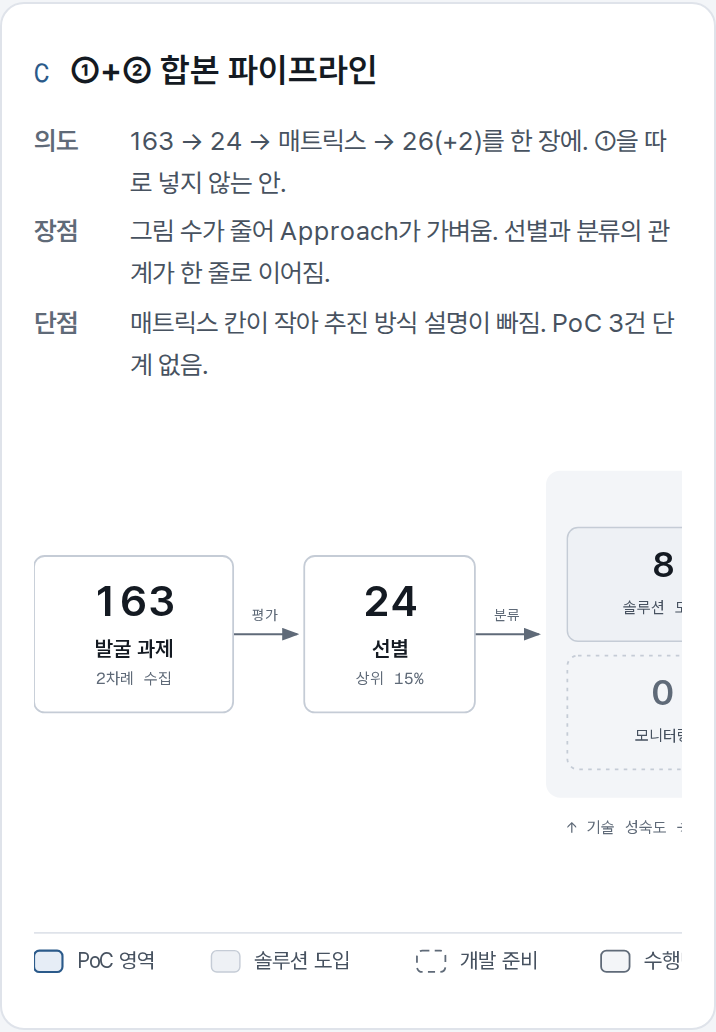 C ①+② 합본 파이프라인
의도 163 → 24 → 매트릭스 → 26(+2)를 한 장에. ①을 따
로 넣지 않는 안.
장점 그림 수가 줄어 Approach가 가벼움. 선별과 분류의 관
계가 한 줄로 이어짐.
단점 매트릭스 칸이 작아 추진 방식 설명이 빠짐. PoC 3건 단
계 없음.
163
발굴 과제
2차례 수집
평가
24
선별
상위 15%
분류
8
솔루션
0
모니터링
↑ 기술 성숙도
PoC 영역 솔루션 도입 개발 준비 수행